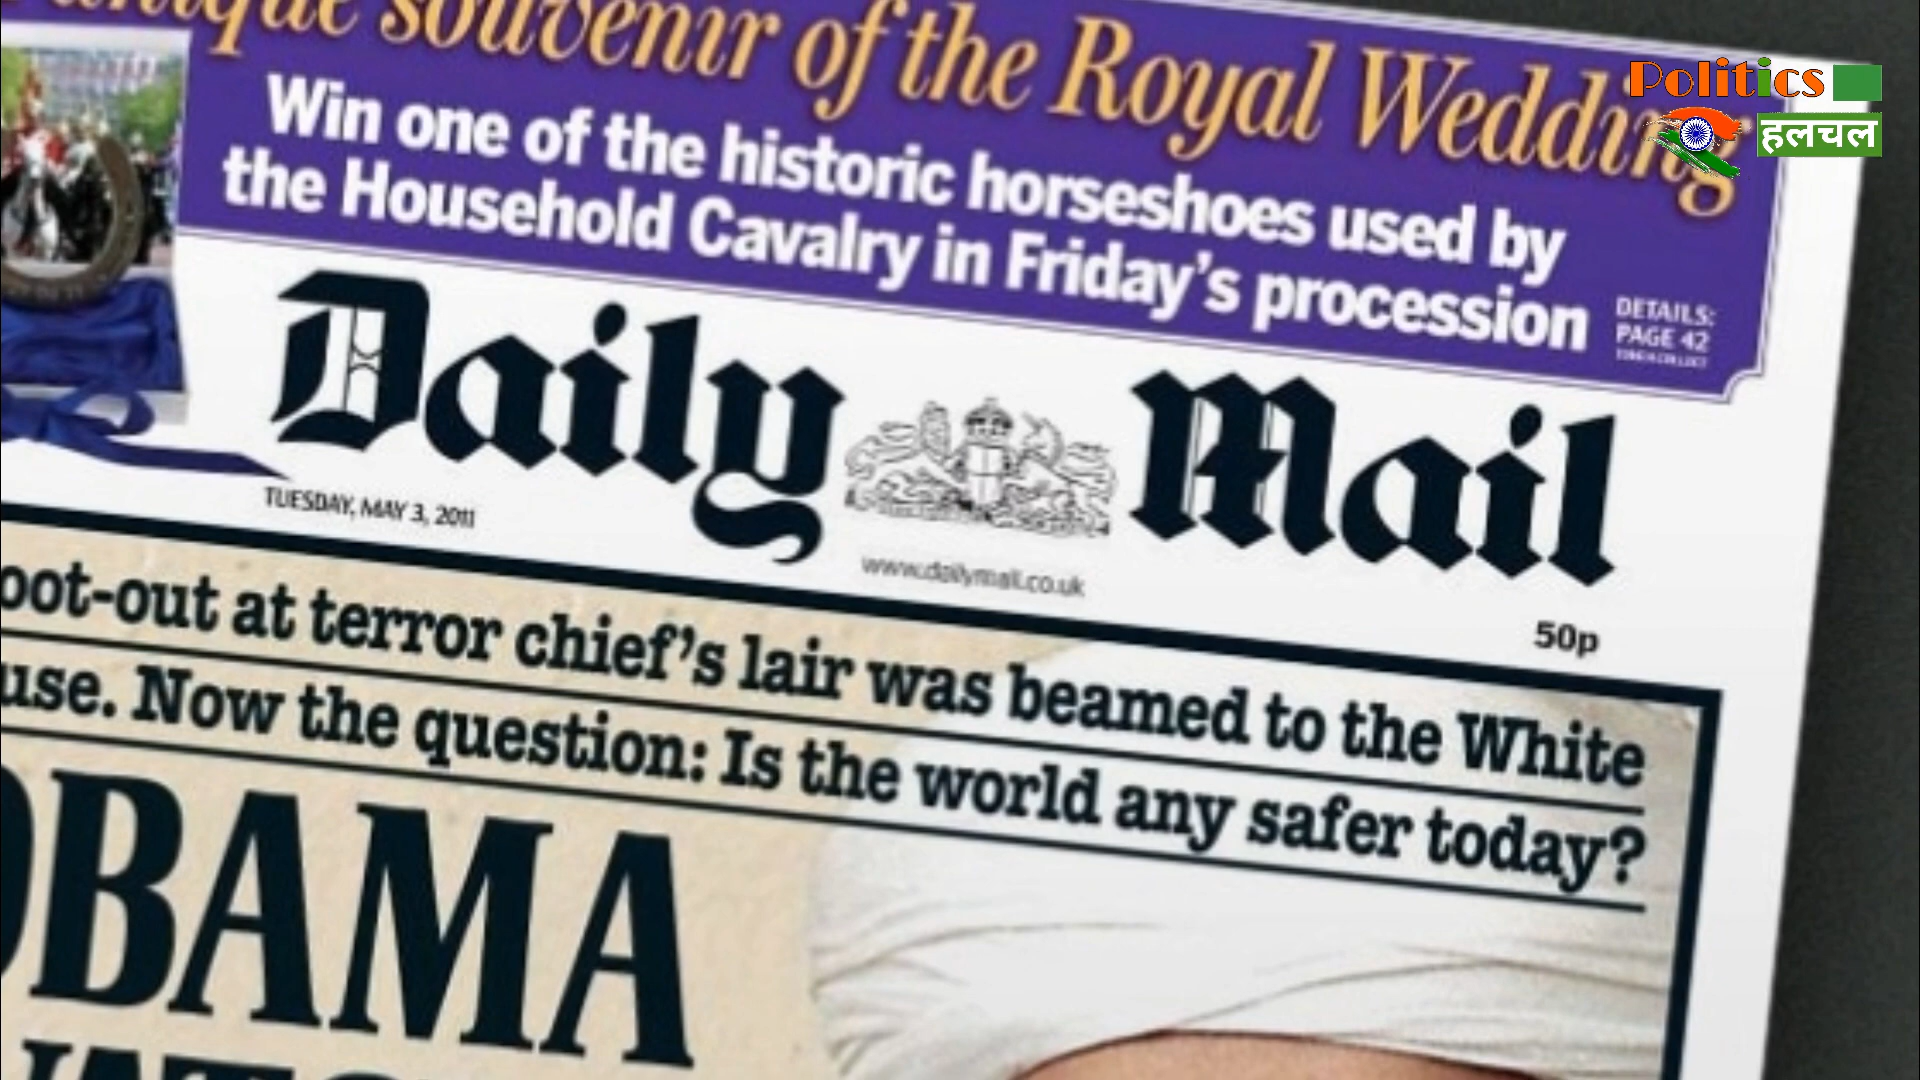 unique souvenir of the Royal Wedding
Win one of the historic horseshoes used by
the Household Cavalry in Friday's procession
DETAILS:
PAGE 42
Politics
हलचल
Daily Mail
TUESDAY, MAY 3, 2011
www.dailymail.co.uk
50p
oot-out at terror chief's lair was beamed to the White
use. Now the question: Is the world any safer today?
OBAMA